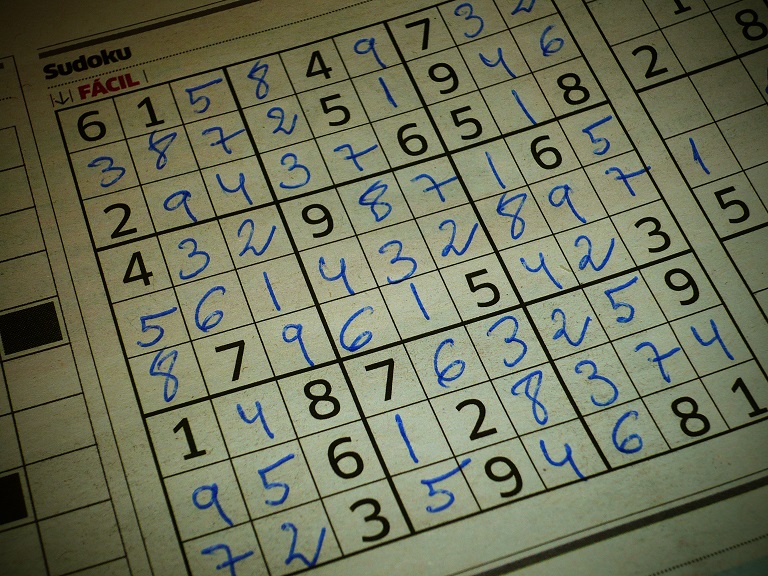 Sudoku
FÁCIL
6 1 5 8 4 9 7 3 2
3 8 7 2 5 1 9 4 6
2 9 4 3 7 6 5 1 8
4 3 2 9 8 7 1 6 5
5 6 1 4 3 2 8 9 7
8 7 9 6 1 5 4 2 3
1 4 8 7 6 3 2 5 9
9 5 6 1 2 8 3 7 4
7 2 3 5 9 4 6 8 1
1
2 8
1
5